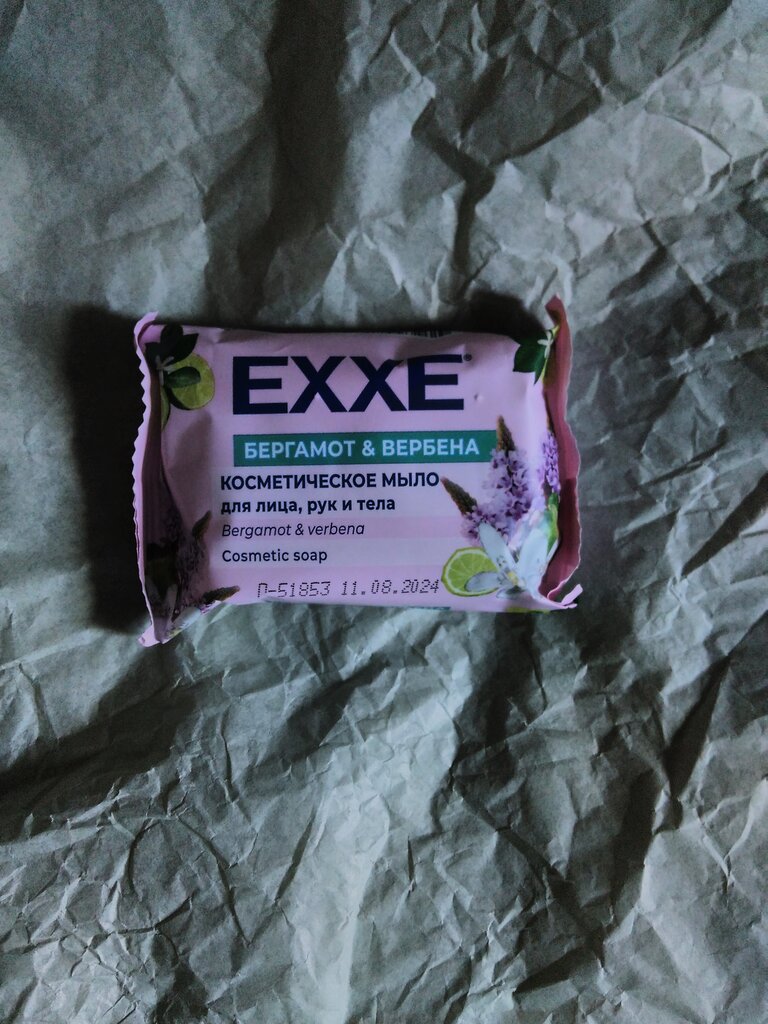 EXXE®
БЕРГАМОТ & ВЕРБЕНА
КОСМЕТИЧЕСКОЕ МЫЛО
для лица, рук и тела
Bergamot & verbena
Cosmetic soap
П-51853 11.08.2024